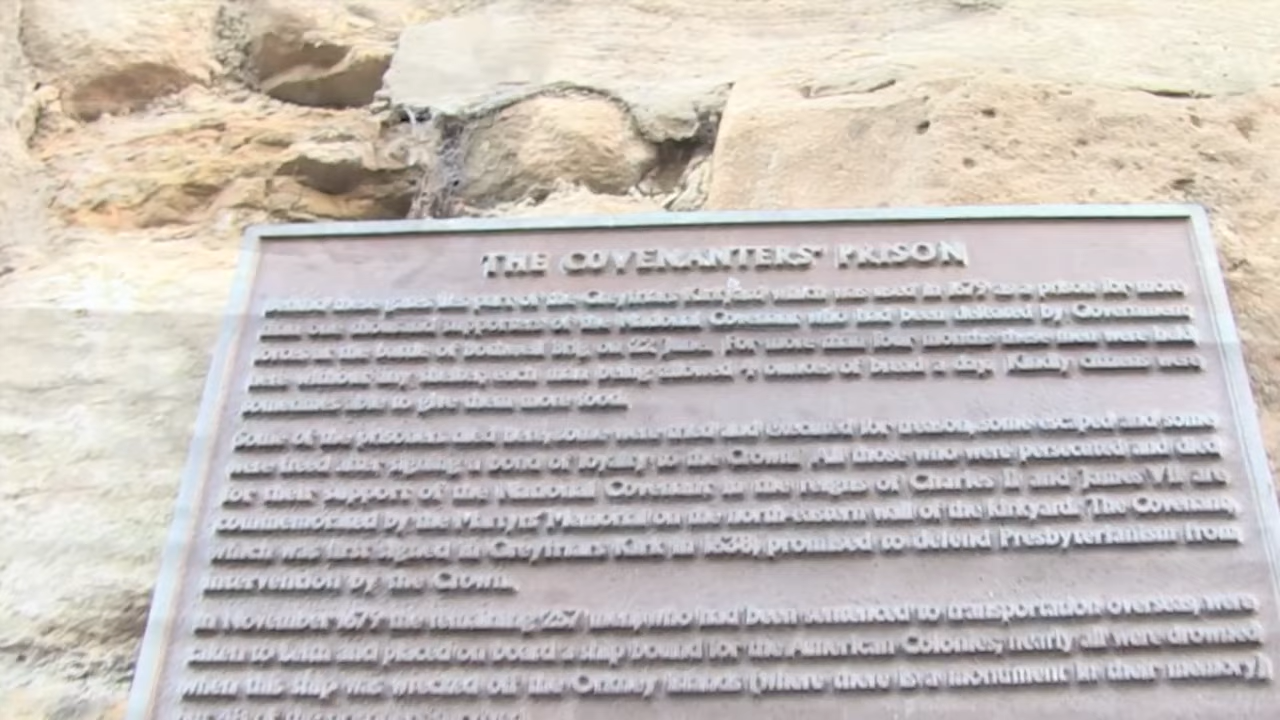 THE COVENANTERS' PRISON
Behind these gates lies part of the Greyfriars Kirkyard which was used in 1679 as a prison for more
than one thousand supporters of the National Covenant who had been defeated by Government
forces at the battle of Bothwell Brig on 22 June. For more than four months these men were held
here without any shelter, each man being allowed 4 ounces of bread a day. Kindly citizens were
sometimes able to give them more food.
Some of the prisoners died here, some were tried and executed for treason, some escaped and some
were freed after signing a bond of loyalty to the Crown. All those who were persecuted and died
for their support of the National Covenant in the reigns of Charles II and James VII are
commemorated by the Martyrs' Memorial on the north-eastern wall of the Kirkyard. The Covenant,
which was first signed in Greyfriars Kirk in 1638, promised to defend Presbyterianism from
intervention by the Crown.
In November 1679 the remaining 257 men, who had been sentenced to transportation overseas, were
taken to Leith and placed on board a ship bound for the American Colonies; nearly all were drowned
when the ship was wrecked off the Orkney Islands (where there is a monument to their memory),